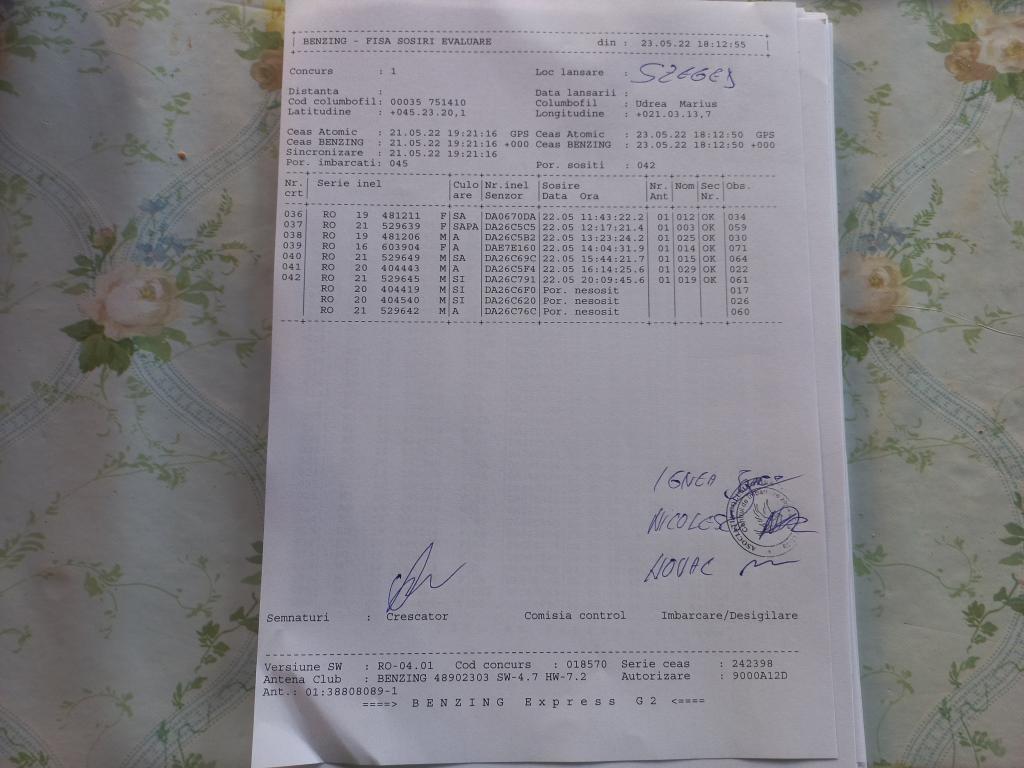 BENZING - FISA SOSIRI EVALUARE din : 23.05.22 18:12:55
Concurs : 1 Loc lansare : SZEGED
Distanta : Data lansarii :
Cod columbofil: 00035 751410 Columbofil : Udrea Marius
Latitudine : +045.23.20,1 Longitudine : +021.03.13,7
Ceas Atomic : 21.05.22 19:21:16 GPS Ceas Atomic : 23.05.22 18:12:50 GPS
Ceas BENZING : 21.05.22 19:21:16 +000 Ceas BENZING : 23.05.22 18:12:50 +000
Sincronizare : 21.05.22 19:21:16
Por. imbarcati: 045 Por. sositi : 042
Nr. Serie inel Culo Nr.inel Sosire Nr. Nom Sec Obs.
crt are Senzor Data Ora Ant Nr.
036 RO 19 481211 F SA DA0670DA 22.05 11:43:22.2 01 012 OK 034
037 RO 21 529639 F SAPA DA26C5C5 22.05 12:17:21.4 01 003 OK 059
038 RO 19 481206 M A DA26C5B2 22.05 13:23:24.2 01 025 OK 030
039 RO 16 603904 F A DAE7E160 22.05 14:04:31.9 01 014 OK 071
040 RO 21 529649 M SA DA26C69C 22.05 15:44:21.7 01 015 OK 064
041 RO 20 404443 M A DA26C5F4 22.05 16:14:25.6 01 029 OK 022
042 RO 21 529645 M SI DA26C791 22.05 20:09:45.6 01 019 OK 061
RO 20 404419 M SI DA26C6F0 Por. nesosit 017
RO 20 404540 M SI DA26C620 Por. nesosit 026
RO 21 529642 M A DA26C76C Por. nesosit 060
IGNEA
NOVAC
Semnaturi : Crescator Comisia control Imbarcare/Desigilare
Versiune SW : RO-04.01 Cod concurs : 018570 Serie ceas : 242398
Antena Club : BENZING 48902303 SW-4.7 HW-7.2 Autorizare : 9000A12D
Ant.: 01:38808089-1
====> BENZING Express G2 <====